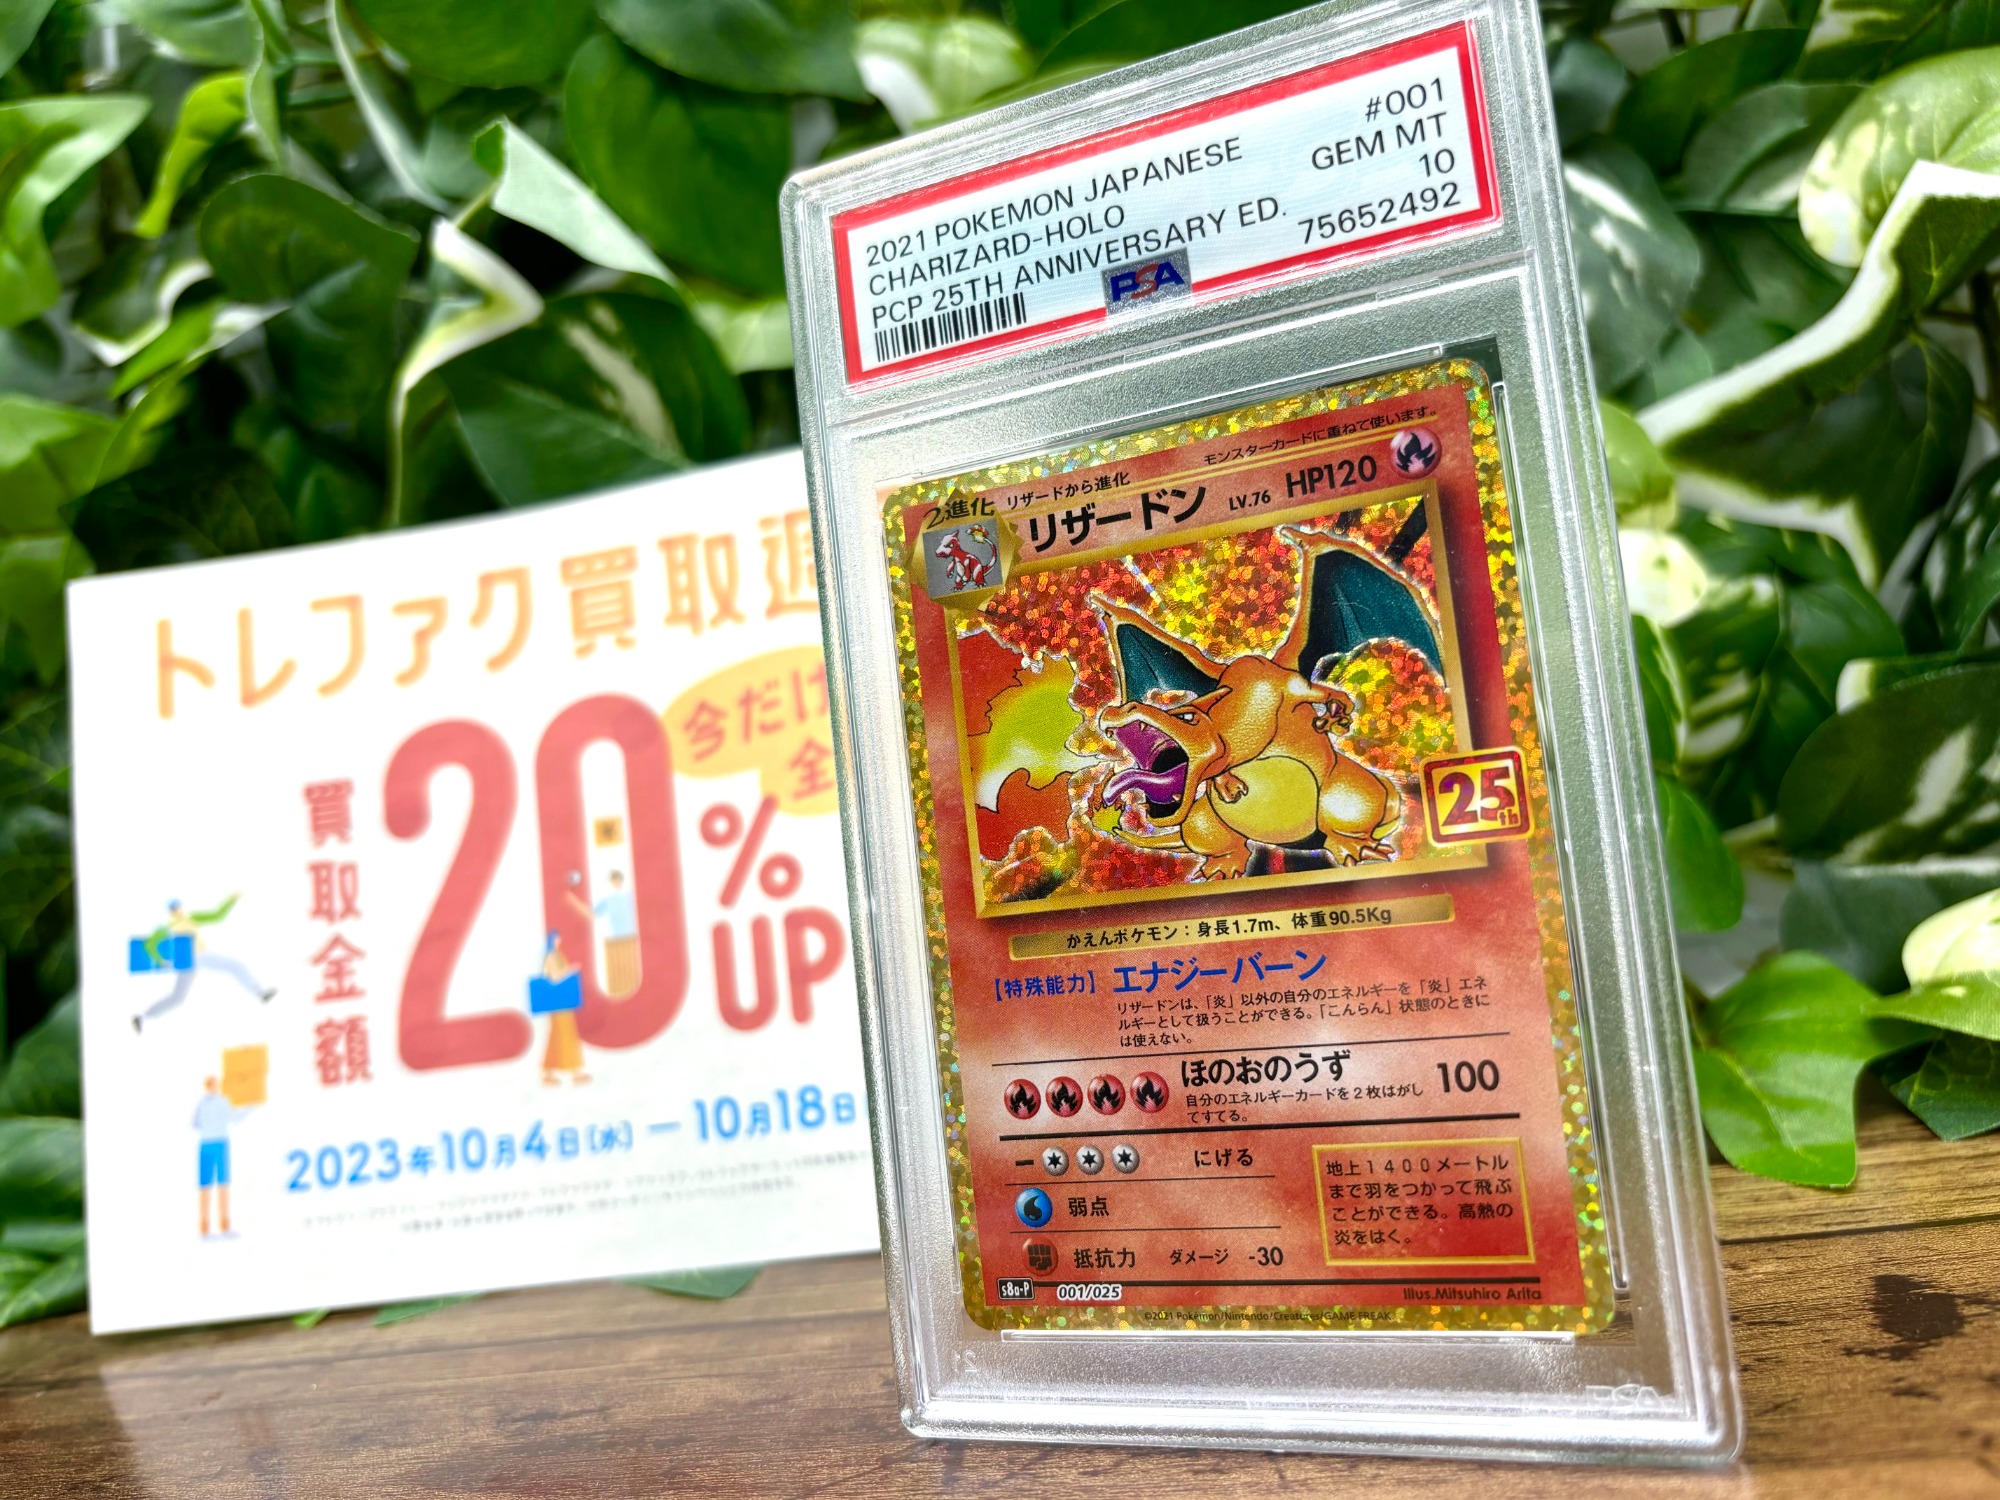 トレファク買取週
今だけ
全
買取金額
20%UP
2023年10月4日(水)ー10月18日
2021 POKEMON JAPANESE #001
CHARIZARD-HOLO GEM MT
PCP 25TH ANNIVERSARY ED. 10
75652492
PSA
モンスターカードに重ねて使います。
2進化 リザードから進化
リザードン LV.76 HP120
25th
かえんポケモン：身長1.7m、体重90.5Kg
【特殊能力】エナジーバーン
リザードンは、「炎」以外の自分のエネルギーを「炎」エネ
ルギーとして扱うことができる。「こんらん」状態のときに
は使えない。
ほのおのうず 100
自分のエネルギーカードを2枚はがし
てすてる。
ー にげる
弱点
抵抗力 ダメージ -30
地上1400メートル
まで羽をつかって飛ぶ
ことができる。高熱の
炎をはく。
s8a-P 001/025 Illus.Mitsuhiro Arita
©2021 Pokémon/Nintendo/Creatures/GAME FREAK
PSA